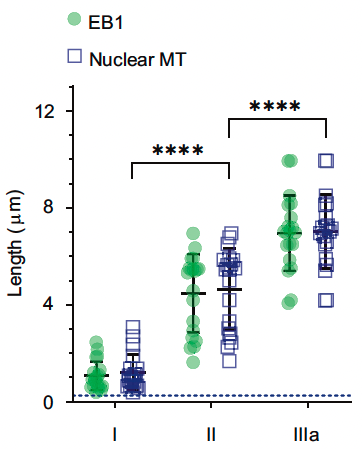 EB1
Nuclear MT
****
****
12
8
4
0
Length (μm)
I II IIIa